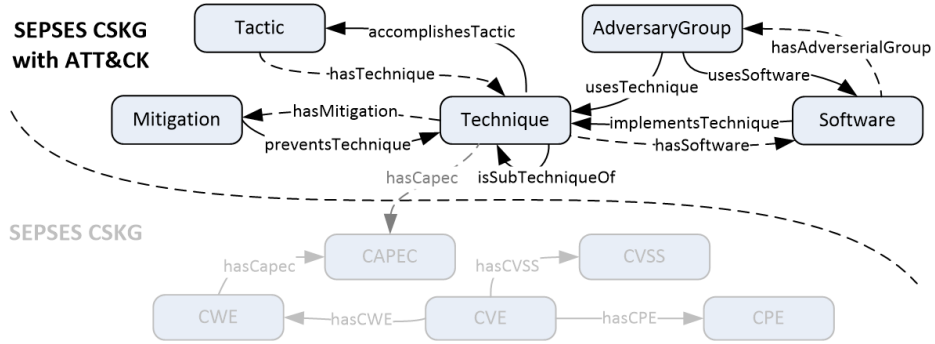 SEPSES CSKG
with ATT&CK
Tactic
accomplishesTactic
AdversaryGroup
hasAdverserialGroup
hasTechnique
usesTechnique
usesSoftware
Mitigation
hasMitigation
preventsTechnique
Technique
implementsTechnique
hasSoftware
Software
hasCapec
isSubTechniqueOf
SEPSES CSKG
hasCapec
CAPEC
hasCVSS
CVSS
CWE
hasCWE
CVE
hasCPE
CPE